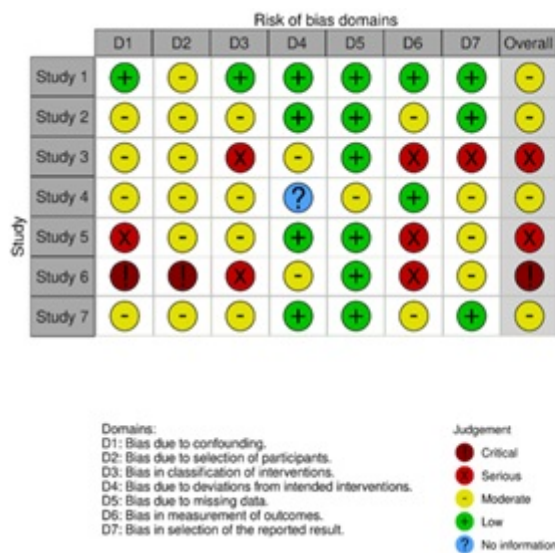 Risk of bias domains
D1 D2 D3 D4 D5 D6 D7 Overall
Study
Study 1 + - + + + + + -
Study 2 - - - + + - + -
Study 3 - - X - + X X X
Study 4 - - - ? - + - -
Study 5 X - - + + X - X
Study 6 ! ! X - + X - !
Study 7 - - - + + - + -
Domains:
D1: Bias due to confounding.
D2: Bias due to selection of participants.
D3: Bias in classification of interventions.
D4: Bias due to deviations from intended interventions.
D5: Bias due to missing data.
D6: Bias in measurement of outcomes.
D7: Bias in selection of the reported result.
Judgement
! Critical
X Serious
- Moderate
+ Low
? No information